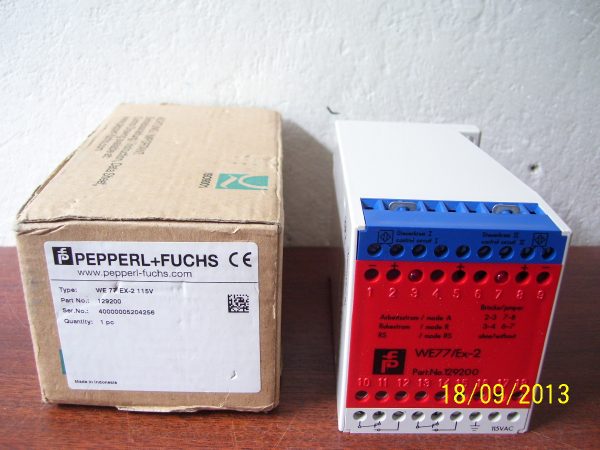 PEPPERL+FUCHS CE
www.pepperl-fuchs.com
Type: WE 77 EX-2 115V
Part No.: 129200
Ser.No.: 40000005204256
Quantity: 1 pc
Made in Indonesia
Steuerkreis I
control circuit I
Steuerkreis II
control circuit II
- + - + - + + -
1 2 3 4 5 6 7 8 9
Brücke/jumper
Arbeitsstrom / mode A 2-3 7-8
Ruhestrom / mode R 3-4 6-7
RS / mode RS ohne/without
WE77/Ex-2
Part No.129200
10 11 12 13 14 15 16 17 18
115VAC
18/09/2013